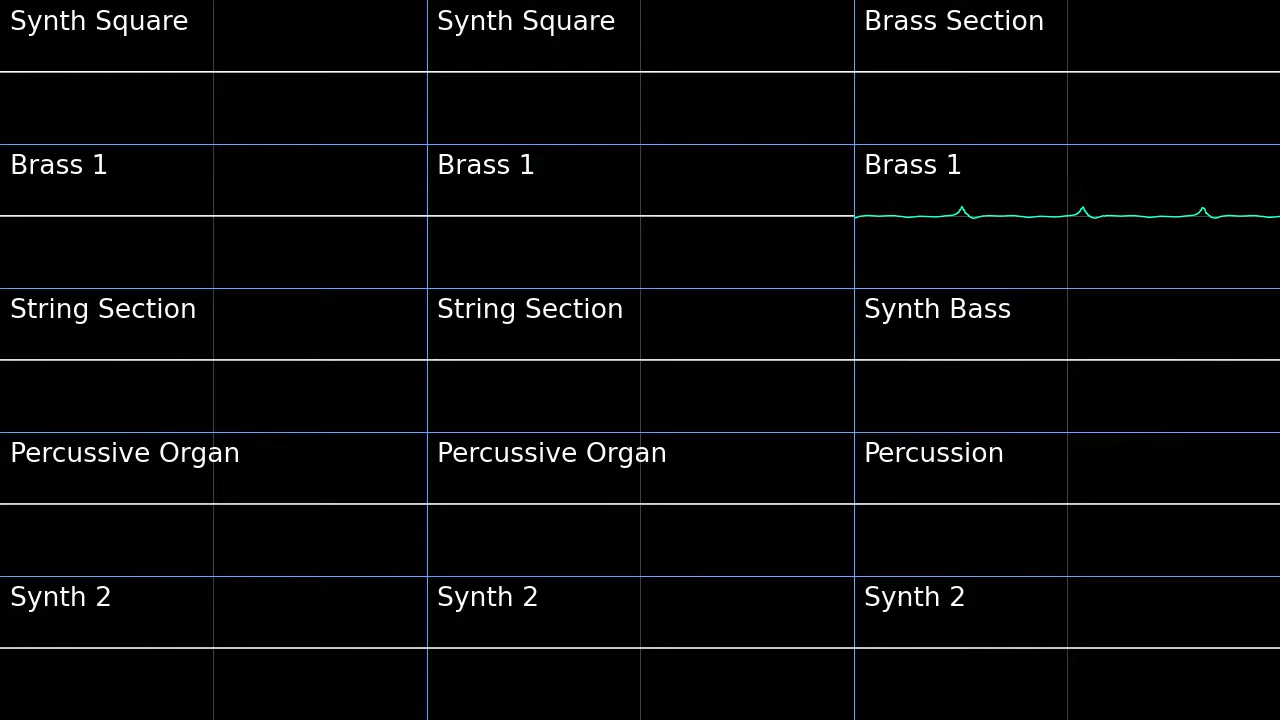 Synth Square
Synth Square
Brass Section
Brass 1
Brass 1
Brass 1
String Section
String Section
Synth Bass
Percussive Organ
Percussive Organ
Percussion
Synth 2
Synth 2
Synth 2